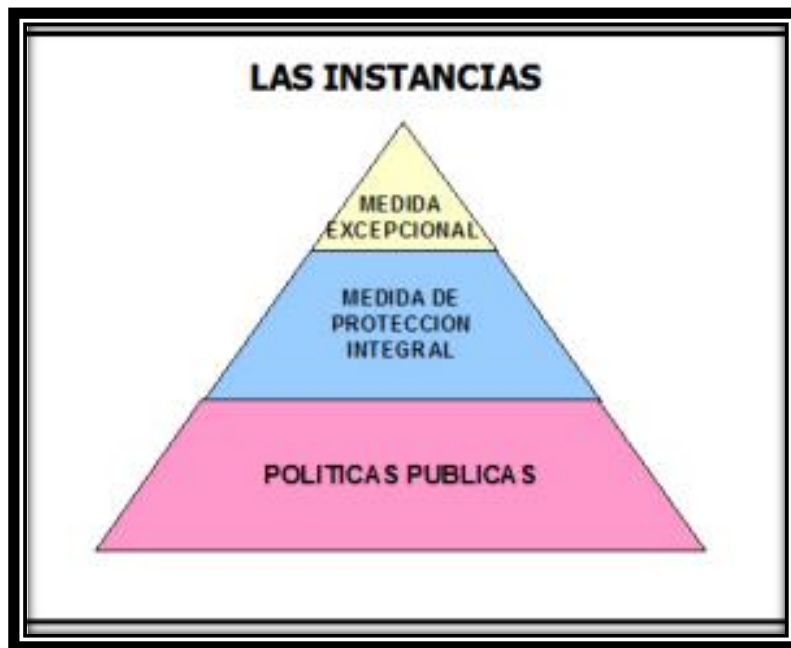 LAS INSTANCIAS
MEDIDA
EXCEPCIONAL
MEDIDA DE
PROTECCION
INTEGRAL
POLITICAS PUBLICAS